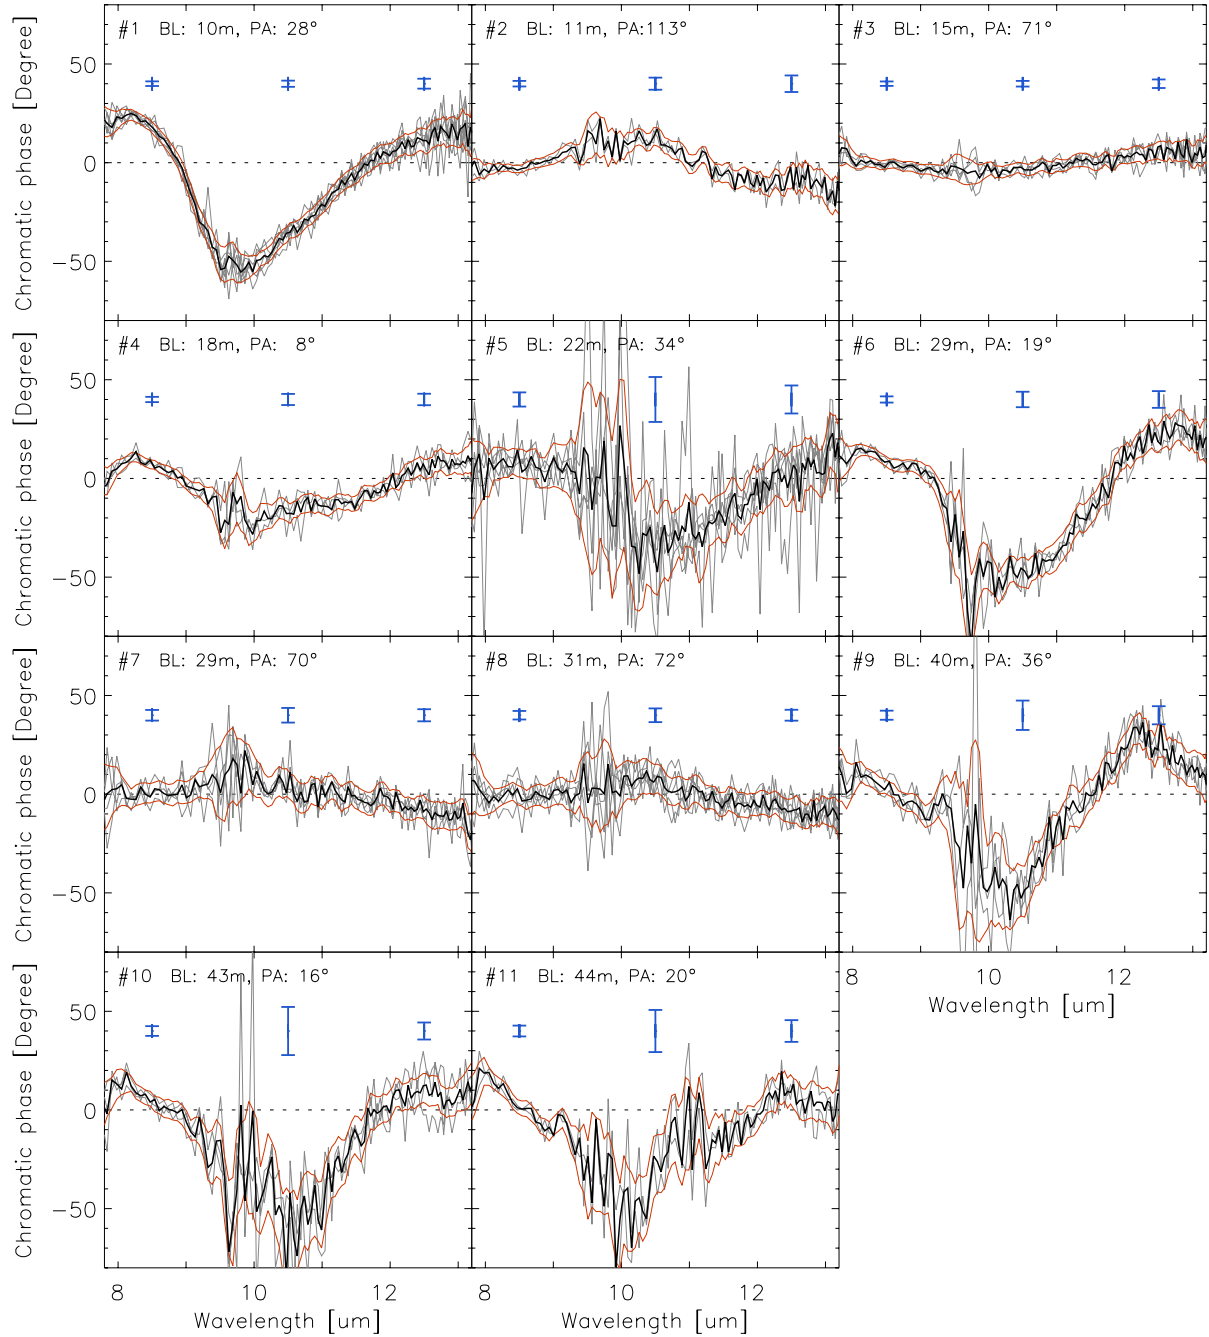 #1 BL: 10m, PA: 28°
#2 BL: 11m, PA:113°
#3 BL: 15m, PA: 71°
50
0
−50
Chromatic phase [Degree]
#4 BL: 18m, PA: 8°
#5 BL: 22m, PA: 34°
#6 BL: 29m, PA: 19°
50
0
−50
Chromatic phase [Degree]
#7 BL: 29m, PA: 70°
#8 BL: 31m, PA: 72°
#9 BL: 40m, PA: 36°
50
0
−50
Chromatic phase [Degree]
8 10 12
Wavelength [um]
#10 BL: 43m, PA: 16°
#11 BL: 44m, PA: 20°
50
0
−50
Chromatic phase [Degree]
8 10 12
8 10 12
Wavelength [um]
Wavelength [um]